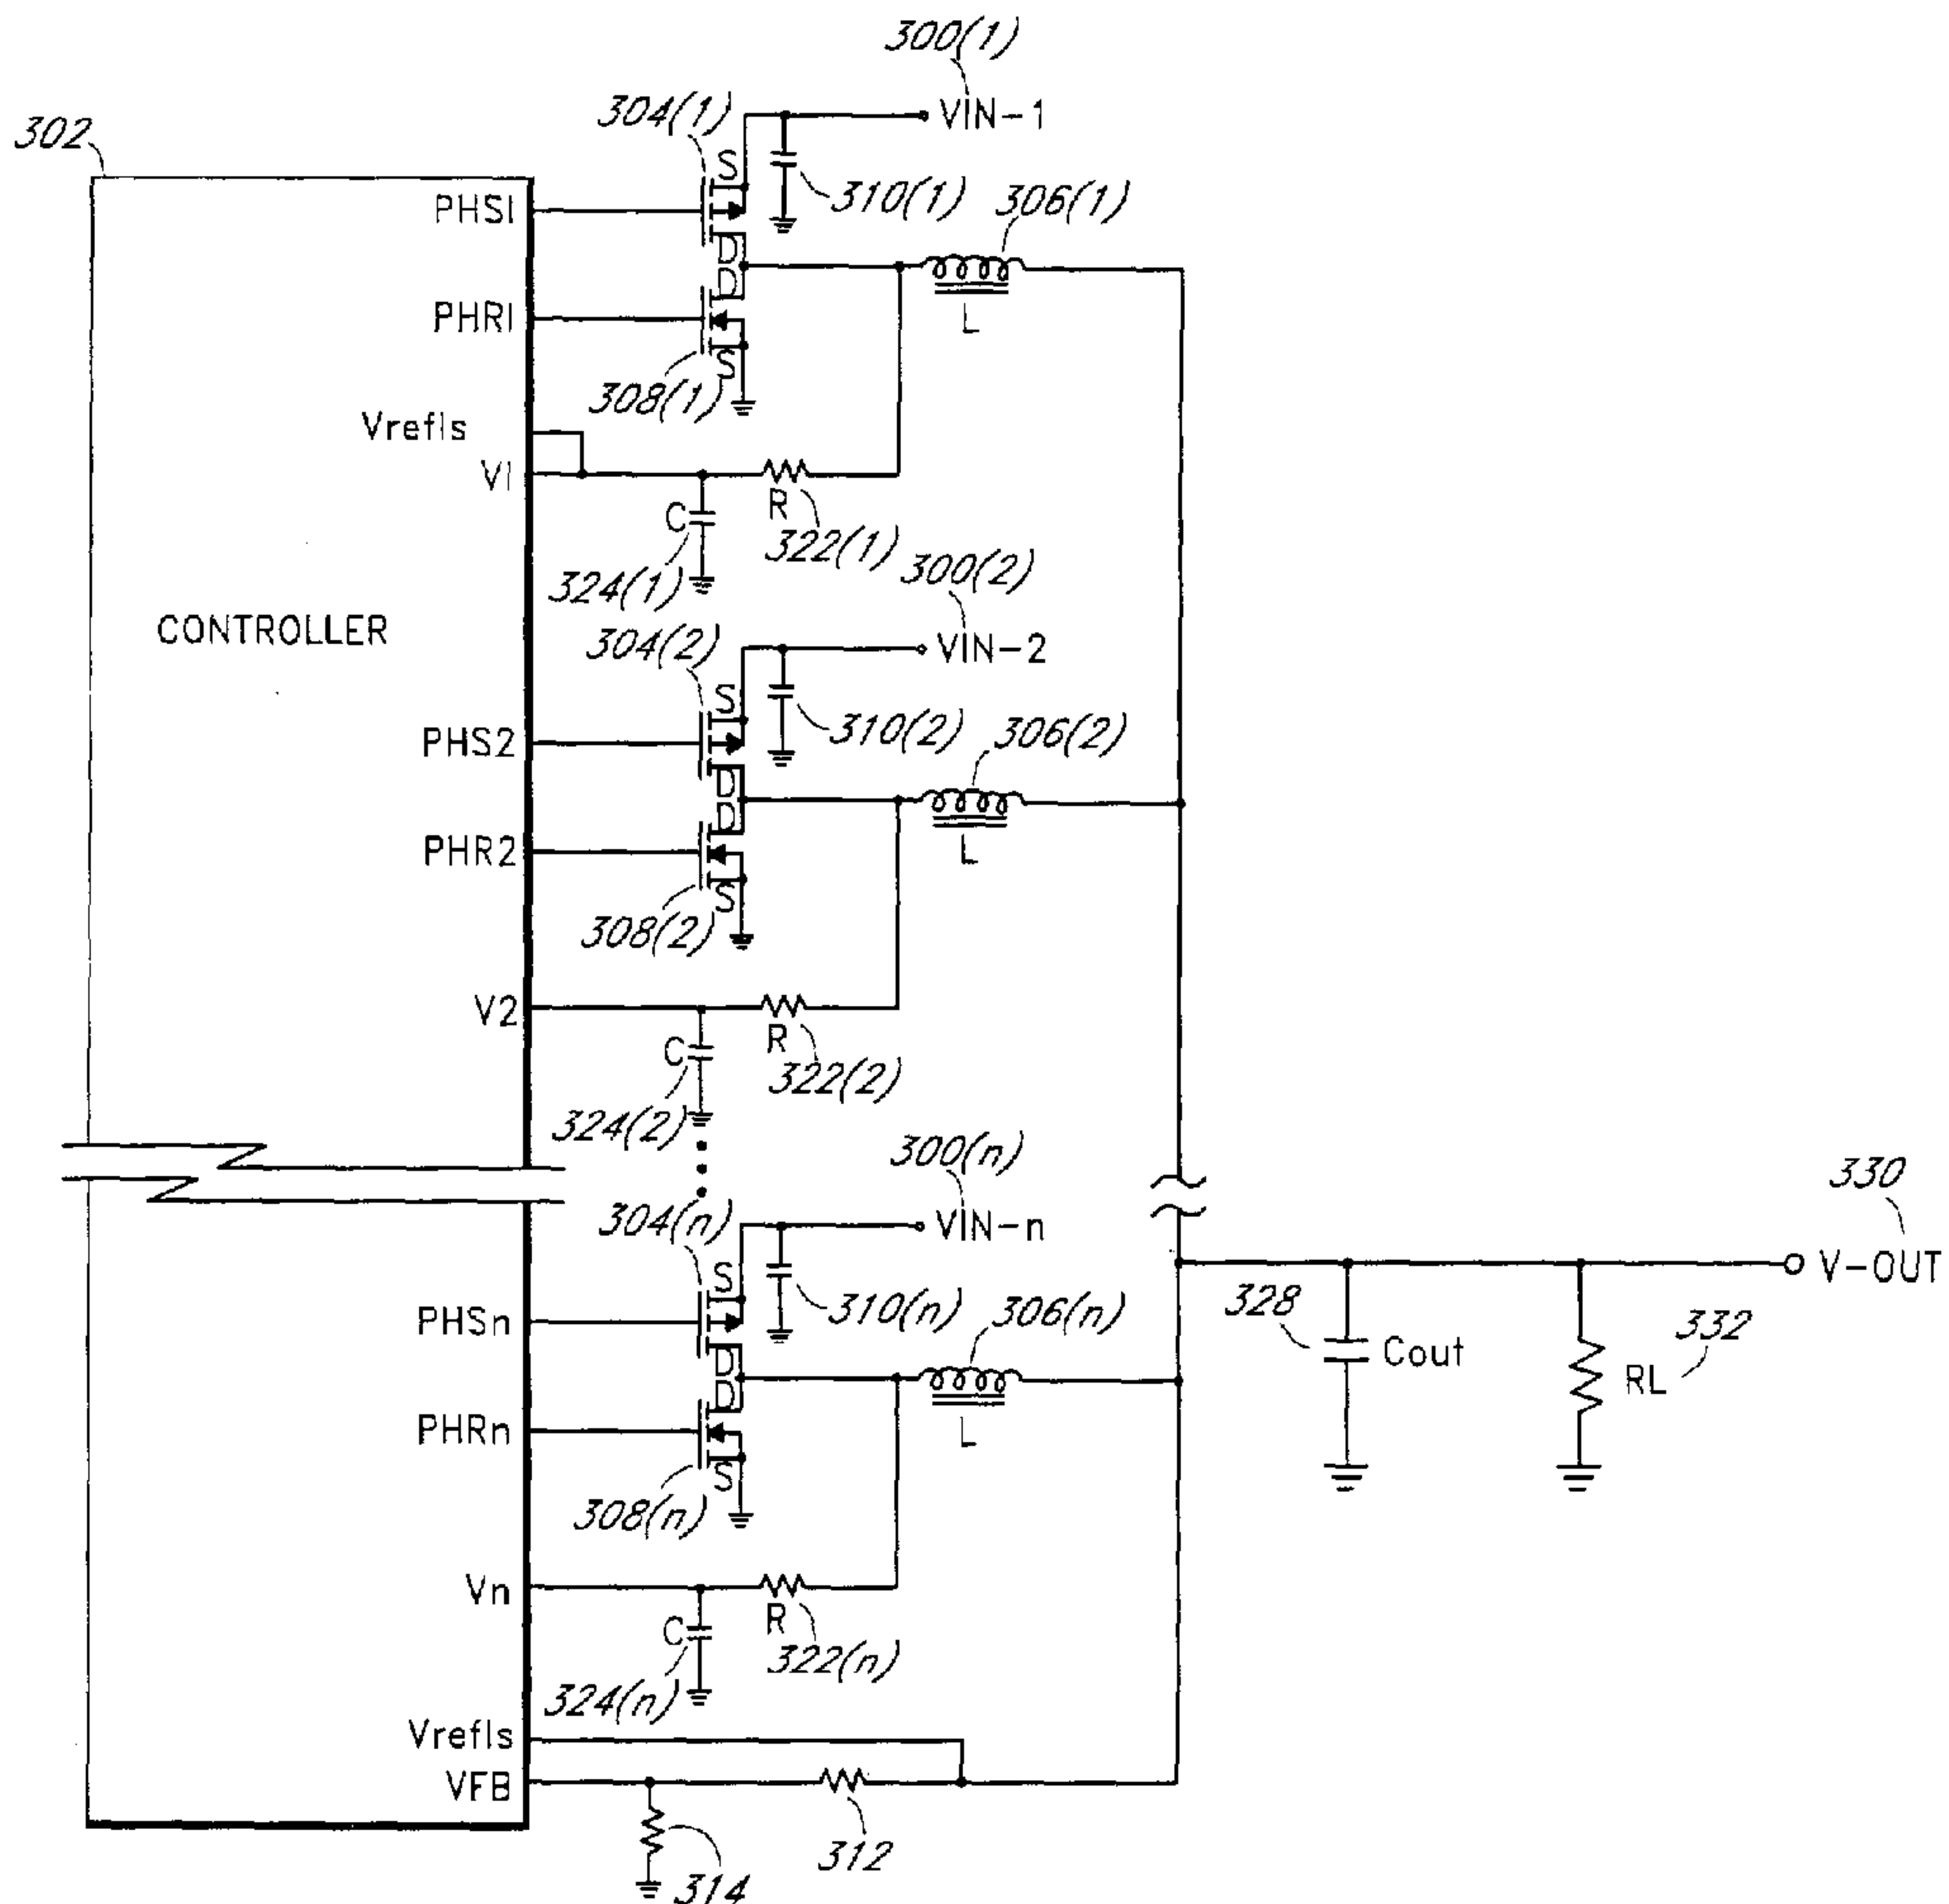 300(1)
VIN-1
304(1)
302
S
310(1)
306(1)
PHS1
D
D
L
PHR1
S
308(1)
Vrefls
V1
C
R
322(1)
324(1)
300(2)
CONTROLLER
304(2)
VIN-2
S
310(2)
306(2)
PHS2
D
D
L
PHR2
S
308(2)
V2
C
R
322(2)
324(2)
300(n)
304(n)
VIN-n
330
V-OUT
S
310(n)
306(n)
328
Cout
332
RL
PHSn
D
D
L
PHRn
S
308(n)
Vn
C
R
322(n)
324(n)
Vrefls
VFB
312
314